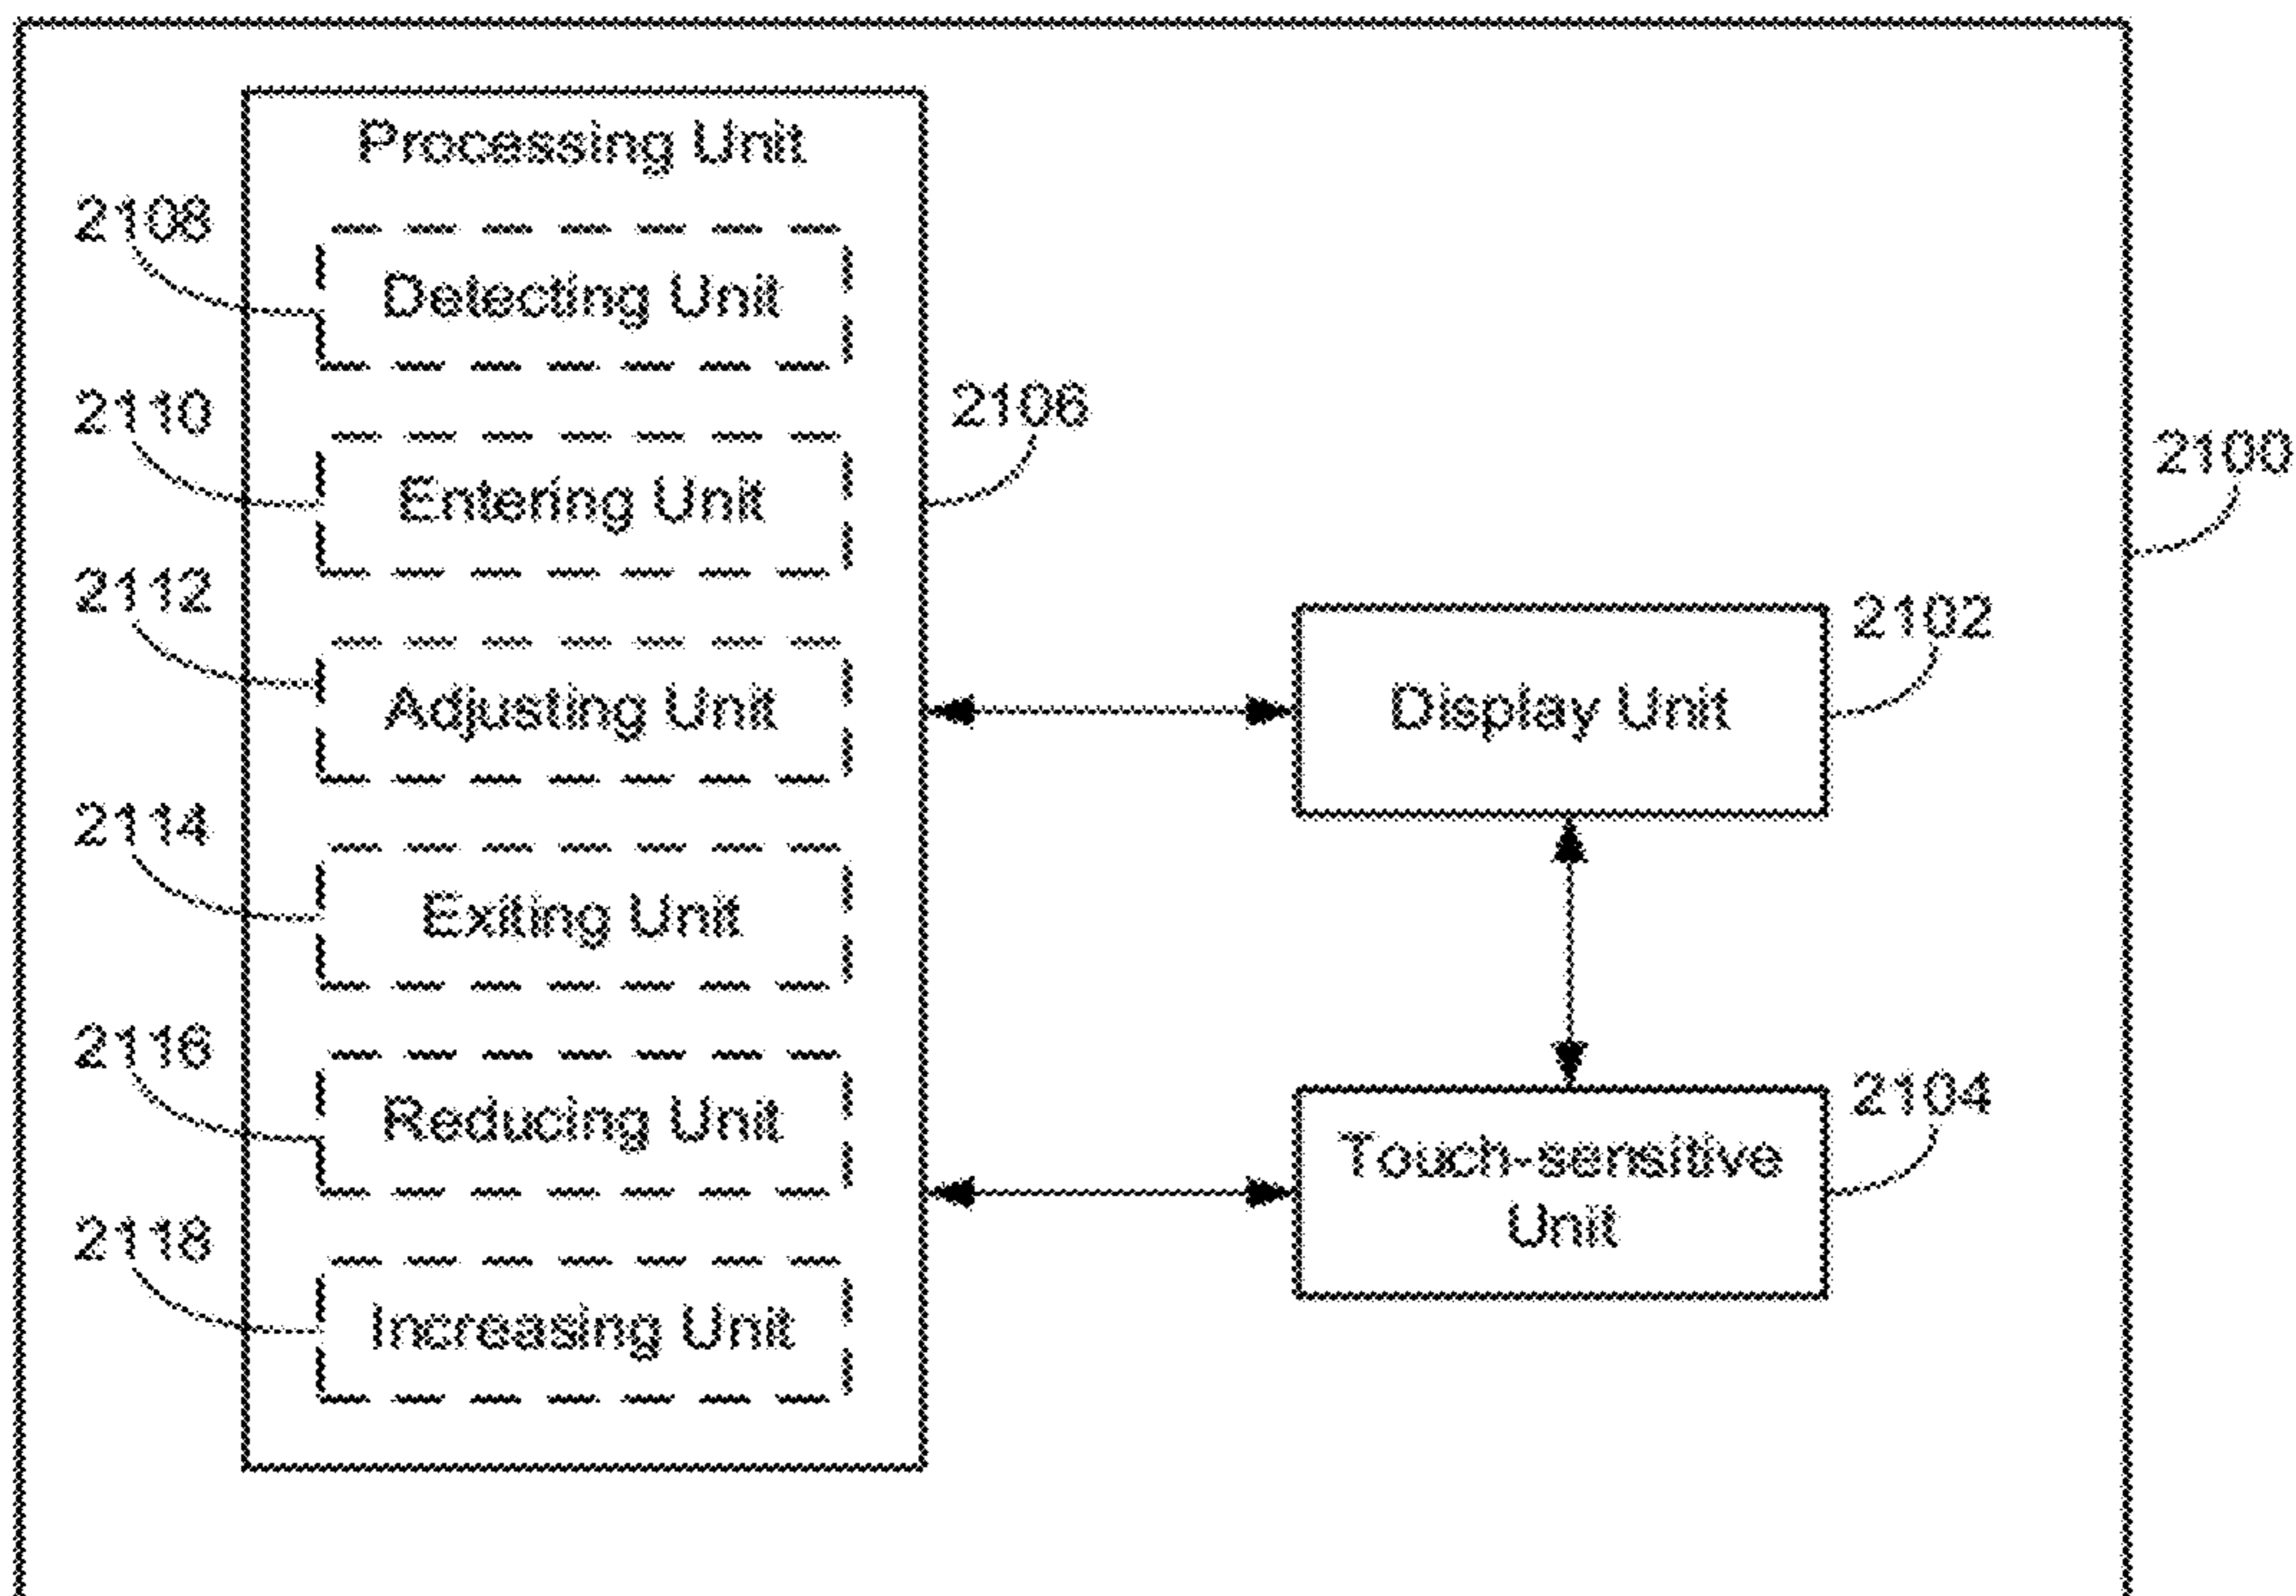 Processing Unit
2108
Detecting Unit
2110
Entering Unit
2106
2100
2112
Adjusting Unit
2102
Display Unit
2114
Exiting Unit
2116
Reducing Unit
2104
Touch-sensitive
Unit
2118
Increasing Unit